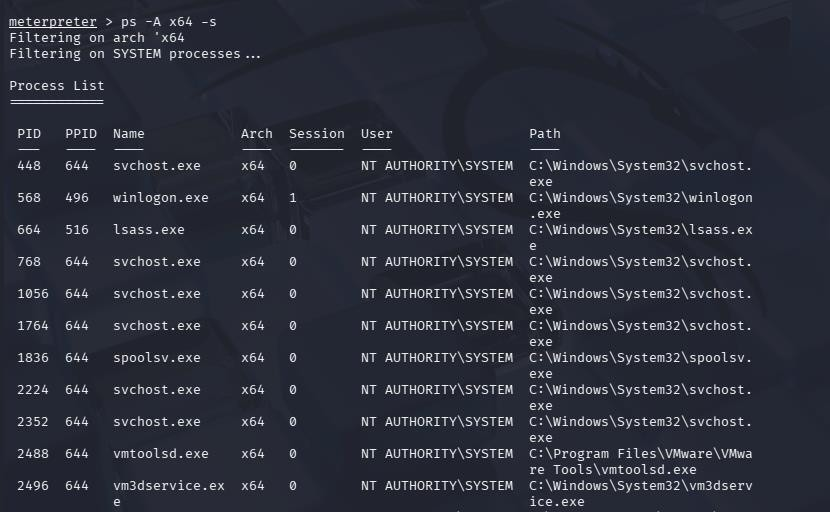 meterpreter > ps -A x64 -s
Filtering on arch 'x64
Filtering on SYSTEM processes...
Process List
============
PID PPID Name Arch Session User Path
--- ---- ---- ---- ------- ---- ----
448 644 svchost.exe x64 0 NT AUTHORITY\SYSTEM C:\Windows\System32\svchost.
exe
568 496 winlogon.exe x64 1 NT AUTHORITY\SYSTEM C:\Windows\System32\winlogon
.exe
664 516 lsass.exe x64 0 NT AUTHORITY\SYSTEM C:\Windows\System32\lsass.ex
e
768 644 svchost.exe x64 0 NT AUTHORITY\SYSTEM C:\Windows\System32\svchost.
exe
1056 644 svchost.exe x64 0 NT AUTHORITY\SYSTEM C:\Windows\System32\svchost.
exe
1764 644 svchost.exe x64 0 NT AUTHORITY\SYSTEM C:\Windows\System32\svchost.
exe
1836 644 spoolsv.exe x64 0 NT AUTHORITY\SYSTEM C:\Windows\System32\spoolsv.
exe
2224 644 svchost.exe x64 0 NT AUTHORITY\SYSTEM C:\Windows\System32\svchost.
exe
2352 644 svchost.exe x64 0 NT AUTHORITY\SYSTEM C:\Windows\System32\svchost.
exe
2488 644 vmtoolsd.exe x64 0 NT AUTHORITY\SYSTEM C:\Program Files\VMware\VMwa
re Tools\vmtoolsd.exe
2496 644 vm3dservice.ex x64 0 NT AUTHORITY\SYSTEM C:\Windows\System32\vm3dserv
e ice.exe